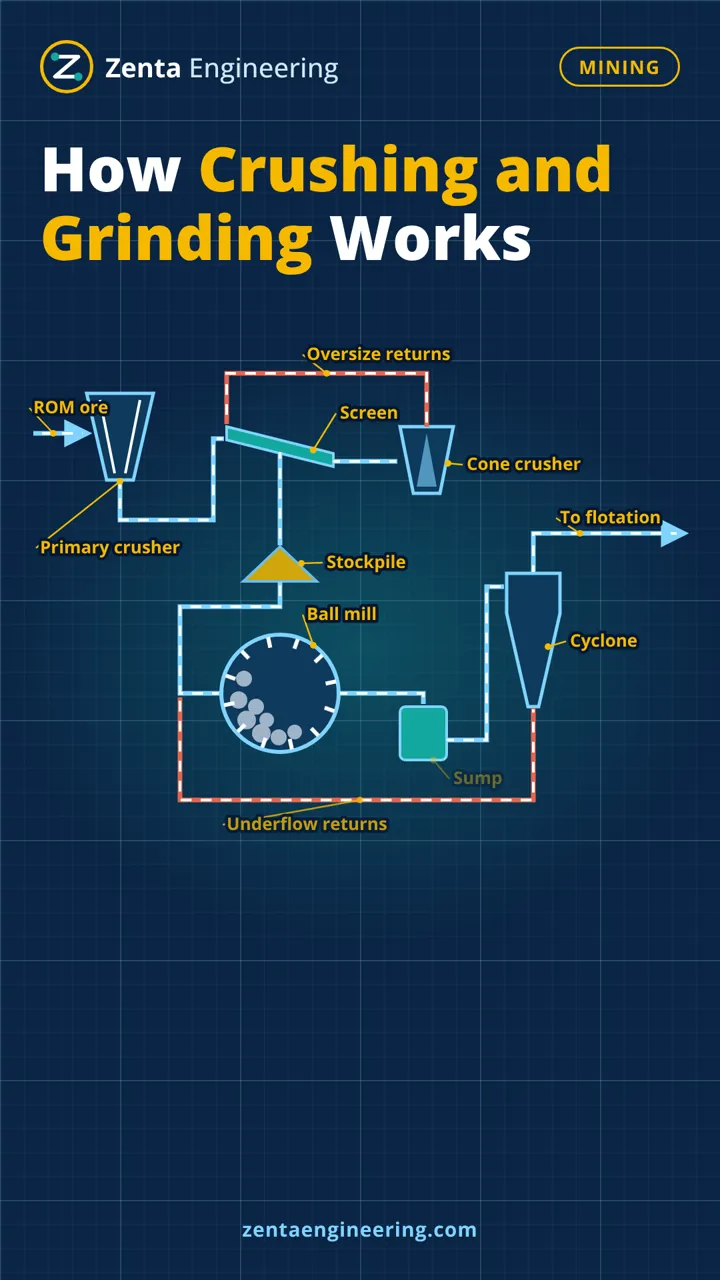 Zenta Engineering
MINING
How Crushing and
Grinding Works
Oversize returns
ROM ore
Screen
Cone crusher
To flotation
Primary crusher
Stockpile
Ball mill
Cyclone
Sump
Underflow returns
zentaengineering.com